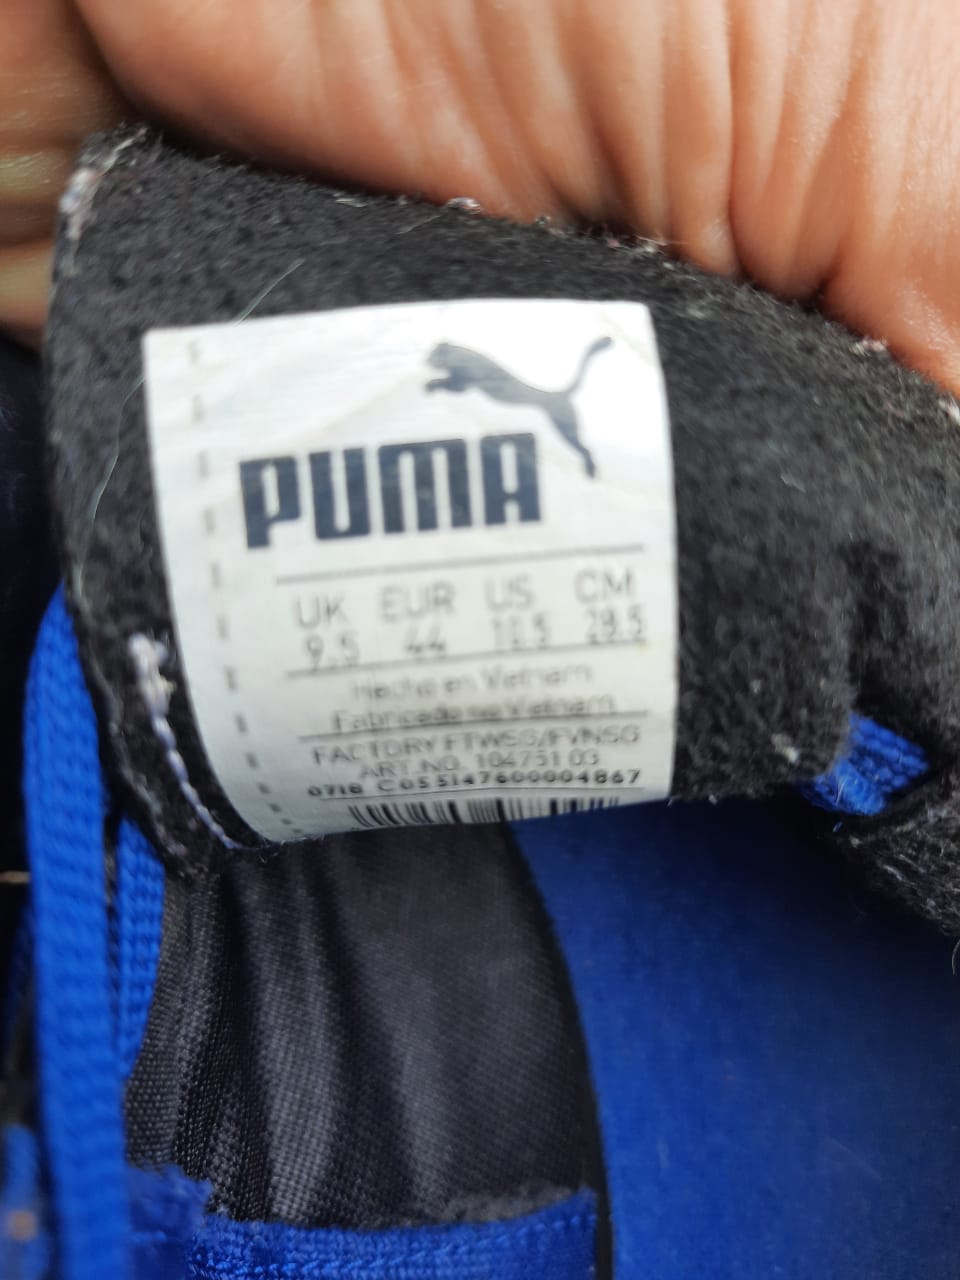 PUMA
UK EUR US CM
9.5 44 10.5 28.5
Hecho en Vietnam
Fabricado no Vietnam
FACTORY FTWSG/FVNSG
ART.NO. 104751 03
0718 C055147600004867